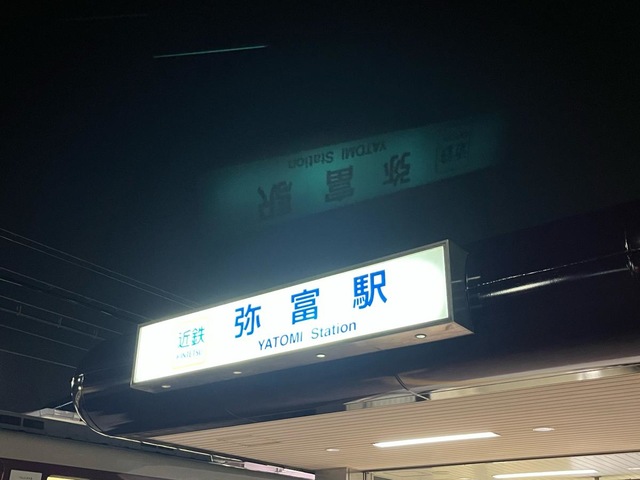 近鉄
KINTETSU
弥富駅
YATOMI Station